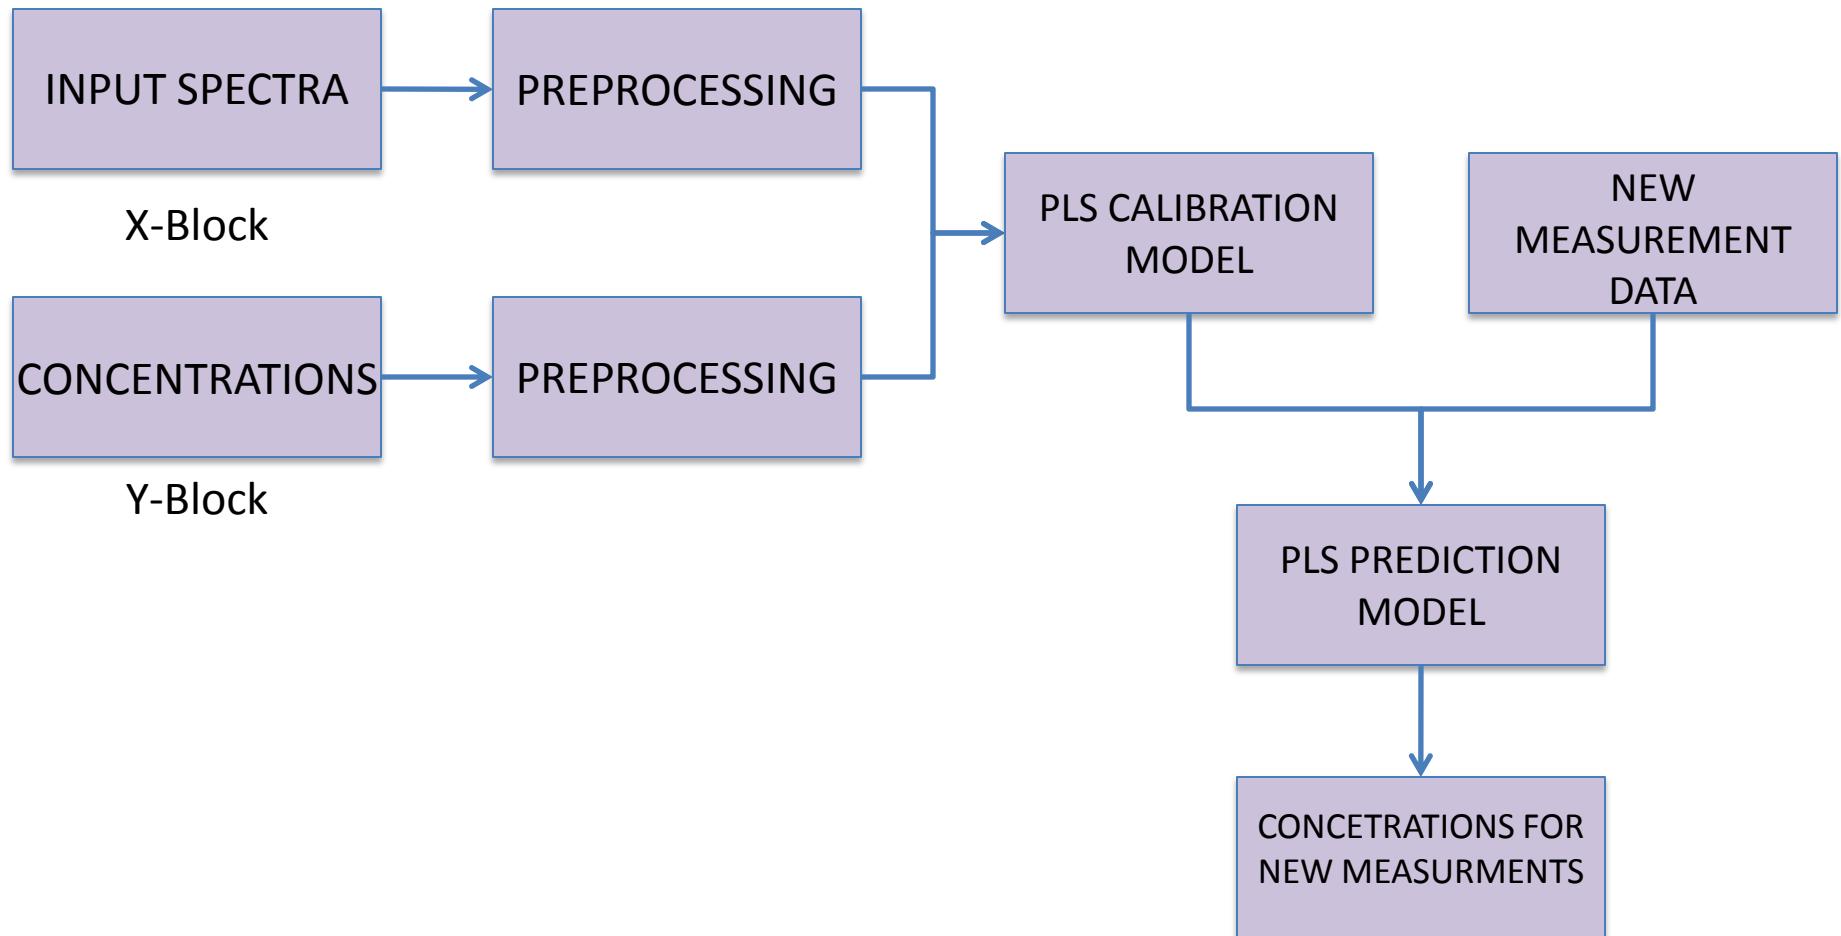 INPUT SPECTRA
PREPROCESSING
X-Block
CONCENTRATIONS
PREPROCESSING
Y-Block
PLS CALIBRATION
MODEL
NEW
MEASUREMENT
DATA
PLS PREDICTION
MODEL
CONCETRATIONS FOR
NEW MEASURMENTS